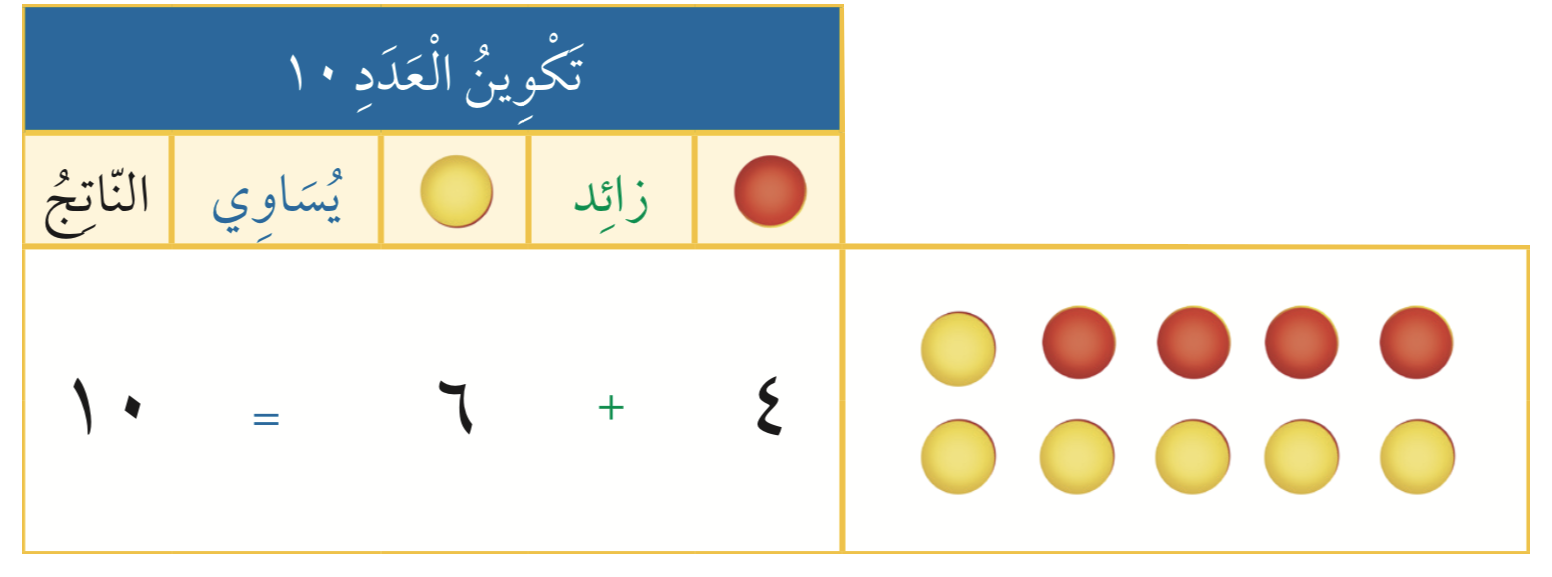 تَكْوِينُ الْعَدَدِ ١٠
زائِد يُسَاوِي النّاتِجُ
٤ + ٦ = ١٠